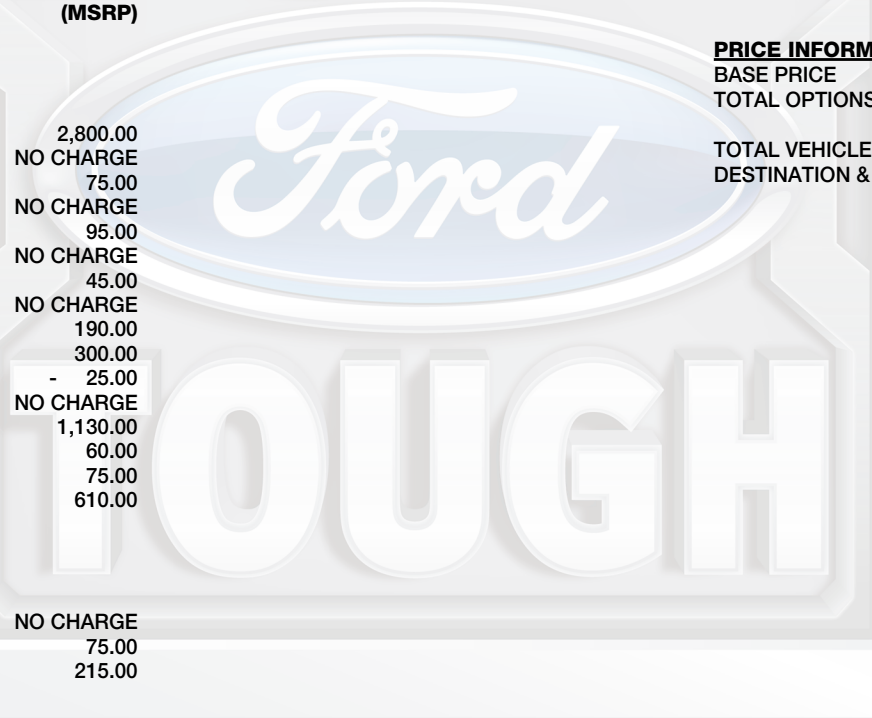 (MSRP)
2,800.00
NO CHARGE
75.00
NO CHARGE
95.00
NO CHARGE
45.00
NO CHARGE
190.00
300.00
- 25.00
NO CHARGE
1,130.00
60.00
75.00
610.00
NO CHARGE
75.00
215.00
PRICE INFORM
BASE PRICE
TOTAL OPTIONS
TOTAL VEHICLE
DESTINATION &
Ford
TOUGH